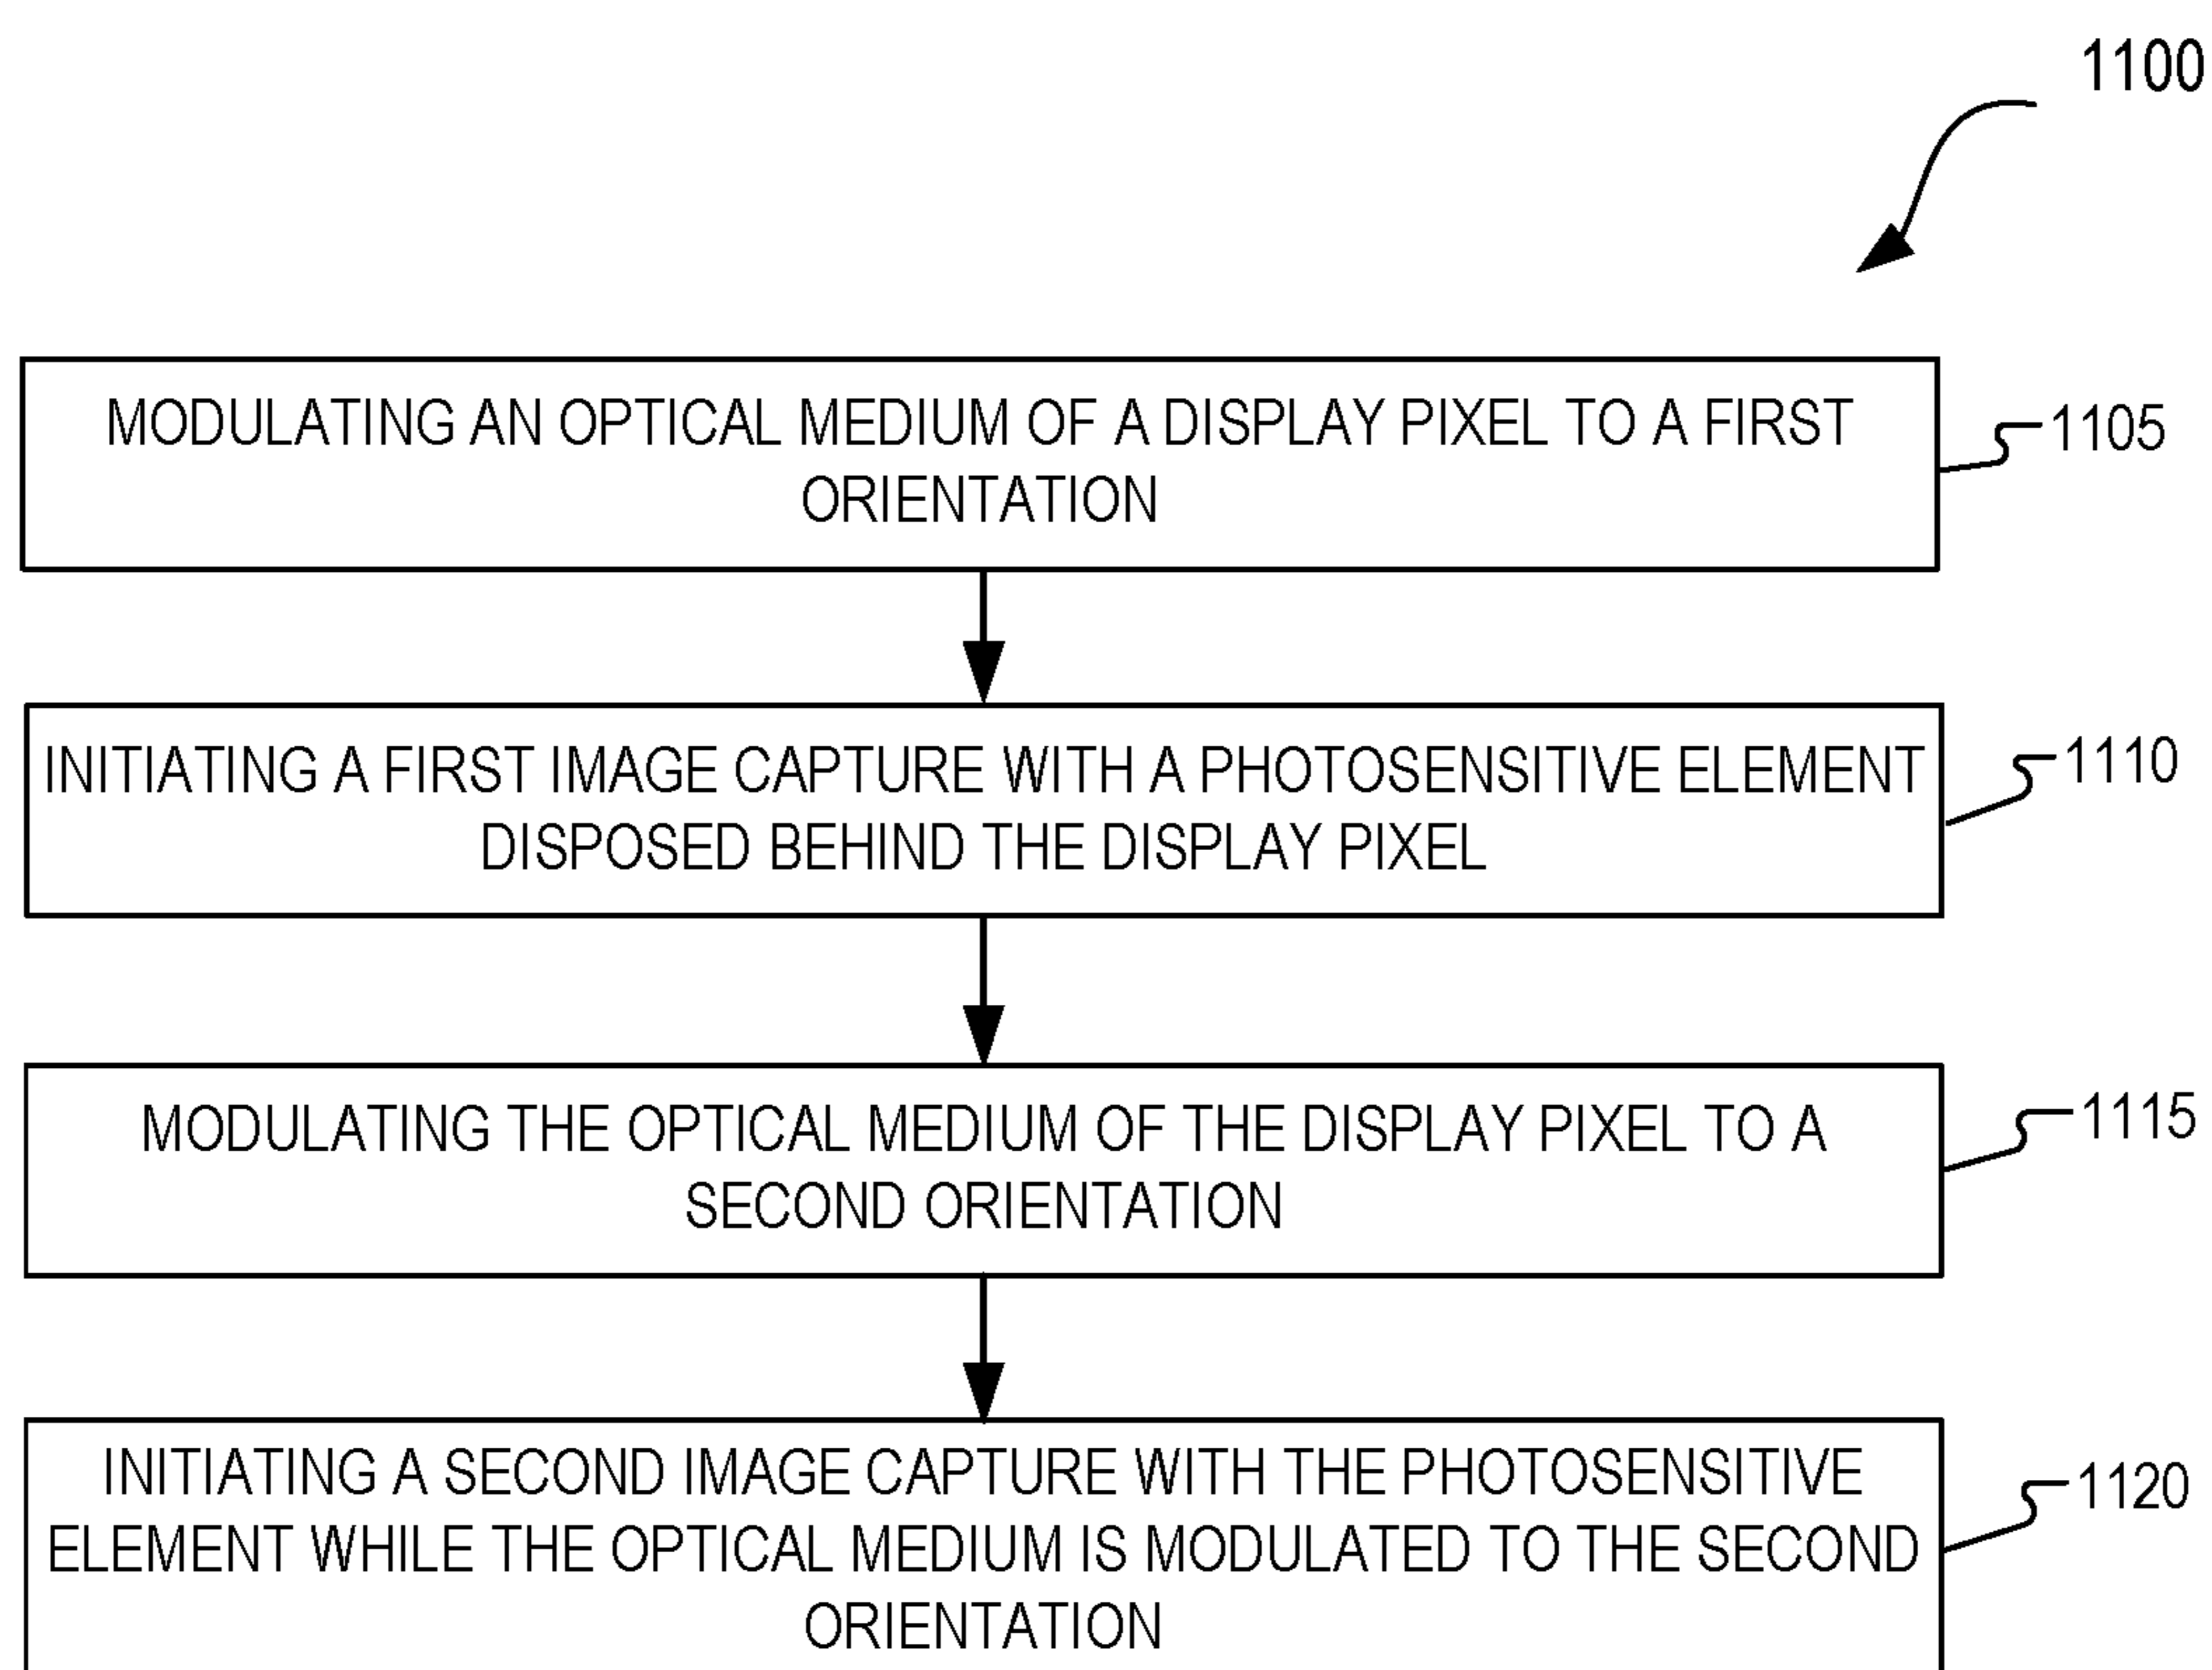 1100
MODULATING AN OPTICAL MEDIUM OF A DISPLAY PIXEL TO A FIRST
ORIENTATION
1105
INITIATING A FIRST IMAGE CAPTURE WITH A PHOTOSENSITIVE ELEMENT
DISPOSED BEHIND THE DISPLAY PIXEL
1110
MODULATING THE OPTICAL MEDIUM OF THE DISPLAY PIXEL TO A
SECOND ORIENTATION
1115
INITIATING A SECOND IMAGE CAPTURE WITH THE PHOTOSENSITIVE
ELEMENT WHILE THE OPTICAL MEDIUM IS MODULATED TO THE SECOND
ORIENTATION
1120